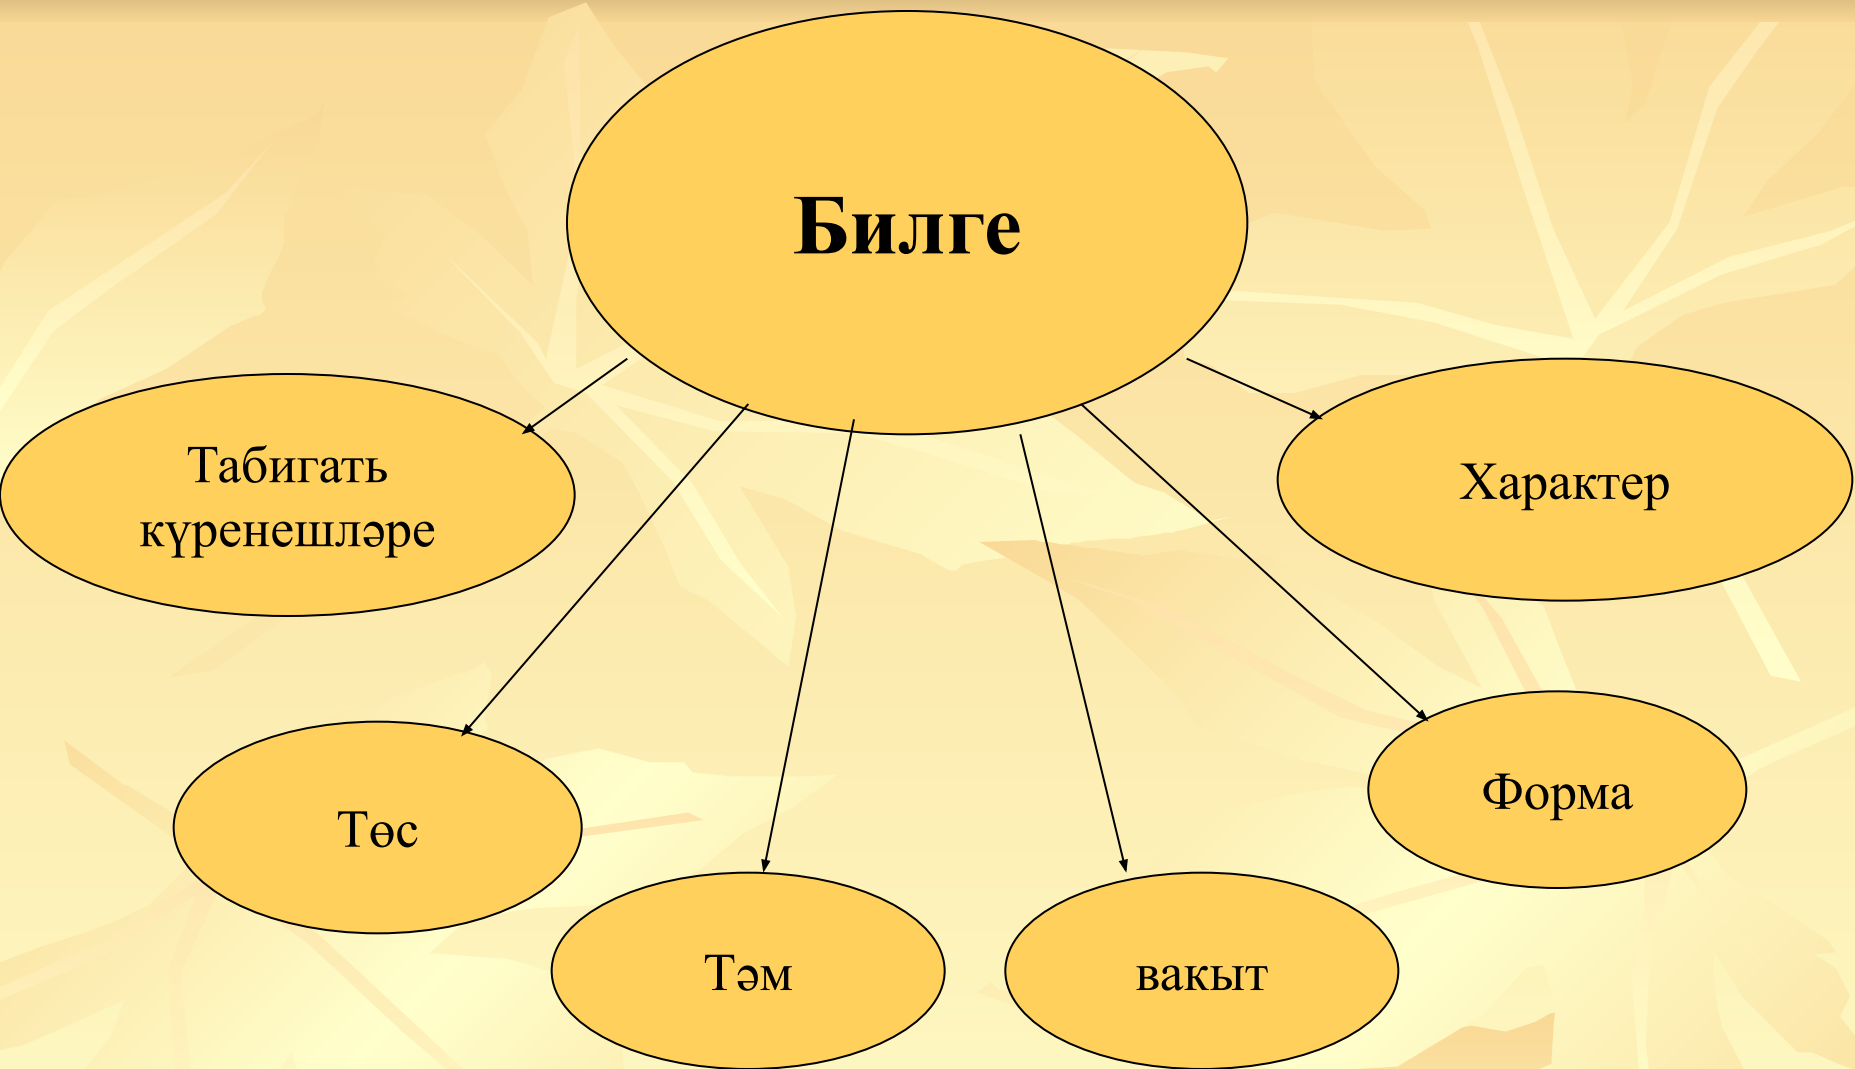 Билге
Табигать
күренешләре
Характер
Төс
Форма
Тәм
вакыт